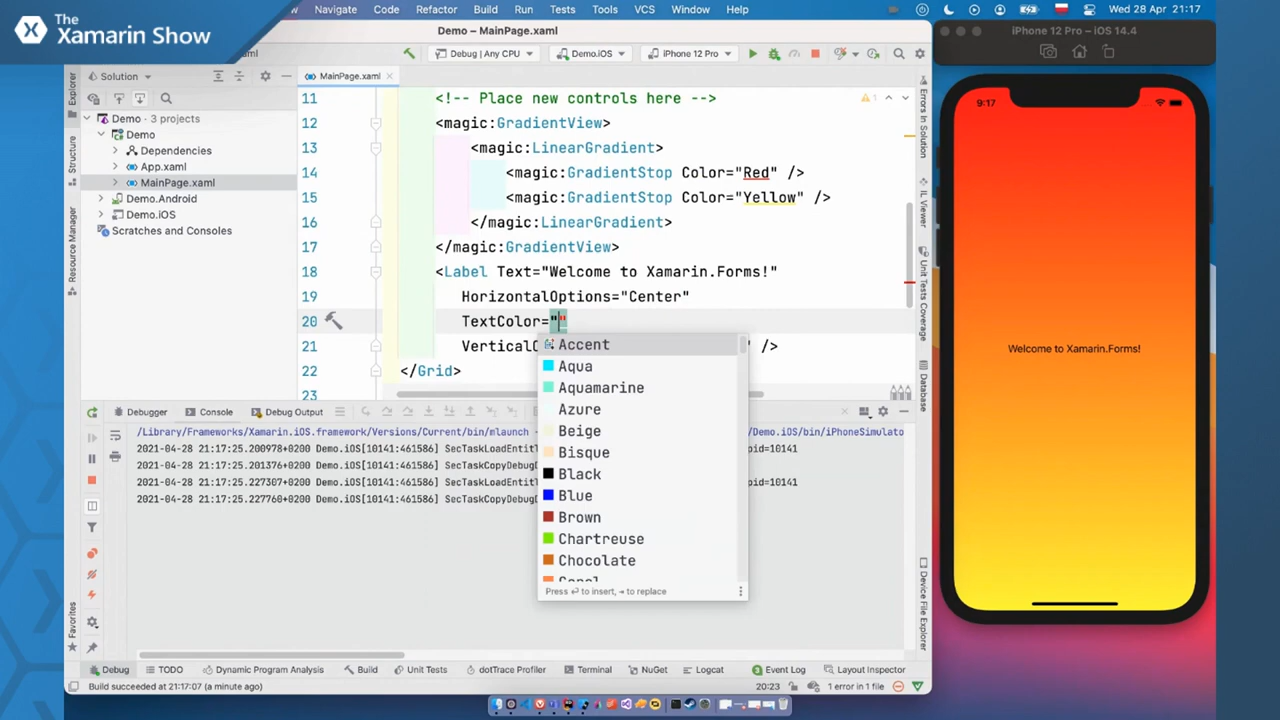 The
Xamarin Show
Navigate Code Refactor Build Run Tests Tools VCS Window Help
Wed 28 Apr 21:17
Demo – MainPage.xaml
Debug | Any CPU
Demo.iOS
iPhone 12 Pro
iPhone 12 Pro – iOS 14.4
Explorer
Structure
Resource Manager
Favorites
Solution
Demo · 3 projects
Demo
Dependencies
App.xaml
MainPage.xaml
Demo.Android
Demo.iOS
Scratches and Consoles
MainPage.xaml
11 <!-- Place new controls here -->
12 <magic:GradientView>
13 <magic:LinearGradient>
14 <magic:GradientStop Color="Red" />
15 <magic:GradientStop Color="Yellow" />
16 </magic:LinearGradient>
17 </magic:GradientView>
18 <Label Text="Welcome to Xamarin.Forms!"
19 HorizontalOptions="Center"
20 TextColor=""
21 " />
22 </Grid>
23
1
Accent
Aqua
Aquamarine
Azure
Beige
Bisque
Black
Blue
Brown
Chartreuse
Chocolate
Press ⏎ to insert, ⇥ to replace
Errors In Solution
IL Viewer
Unit Tests Coverage
Database
Device File Explorer
9:17
Welcome to Xamarin.Forms!
Debugger
Console
Debug Output
/Library/Frameworks/Xamarin.iOS.framework/Versions/Current/bin/mlaunch
/Demo.iOS/bin/iPhoneSimulato
2021-04-28 21:17:25.200978+0200 Demo.iOS[10141:461586] SecTaskLoadEntitl
pid=10141
2021-04-28 21:17:25.201376+0200 Demo.iOS[10141:461586] SecTaskCopyDebugD
2021-04-28 21:17:25.227307+0200 Demo.iOS[10141:461586] SecTaskLoadEntitl
pid=10141
2021-04-28 21:17:25.227760+0200 Demo.iOS[10141:461586] SecTaskCopyDebugD
Debug
TODO
Dynamic Program Analysis
Build
Unit Tests
dotTrace Profiler
Terminal
NuGet
Logcat
Event Log
Layout Inspector
Build succeeded at 21:17:07 (a minute ago)
20:23
1 error in 1 file